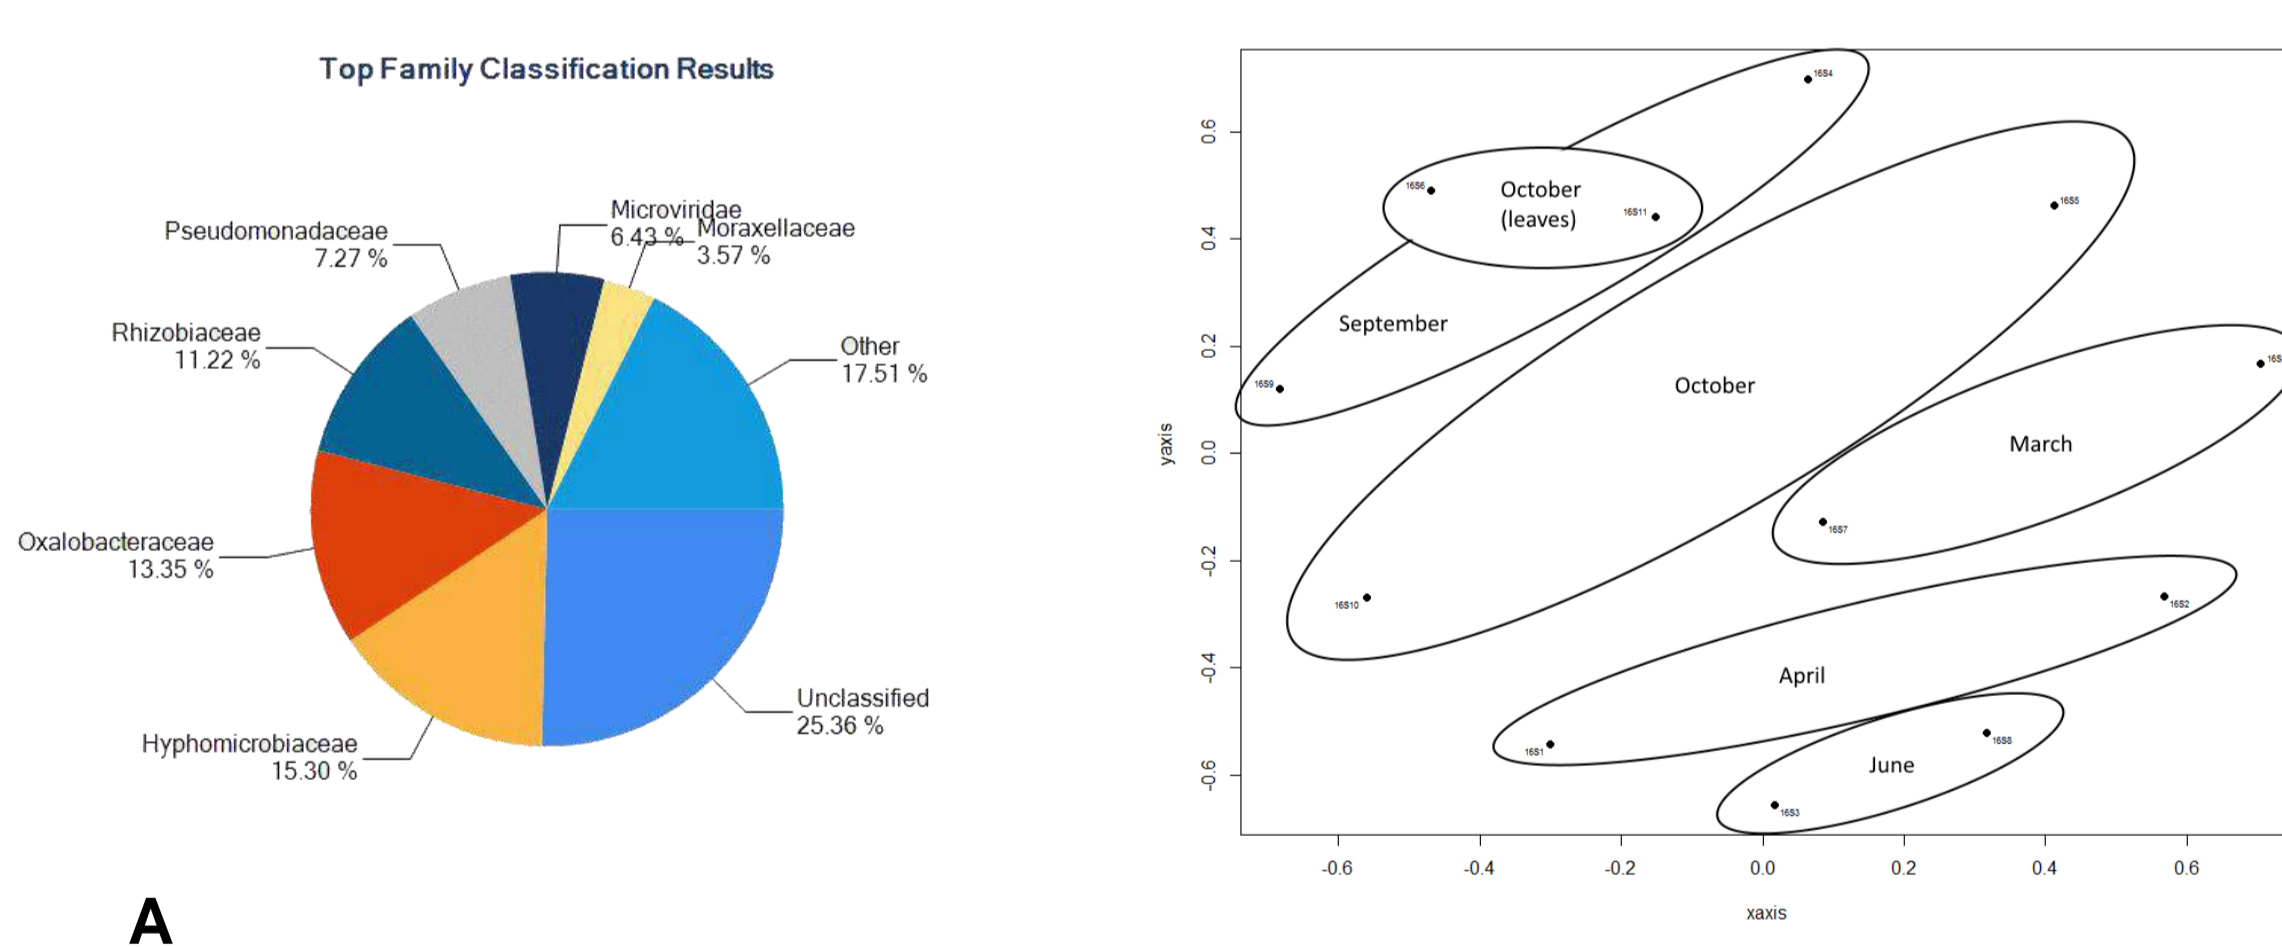 Top Family Classification Results
Microviridae
6.43 %
Moraxellaceae
3.57 %
Pseudomonadaceae
7.27 %
Rhizobiaceae
11.22 %
Other
17.51 %
Oxalobacteraceae
13.35 %
Unclassified
25.36 %
Hyphomicrobiaceae
15.30 %
A
16S4
16S6
October
(leaves)
16S11
16S5
September
16S9
October
16S
March
16S7
16S10
16S2
April
16S1
16S8
June
16S3
yaxis
0.6
0.4
0.2
0.0
-0.2
-0.4
-0.6
-0.6 -0.4 -0.2 0.0 0.2 0.4 0.6
xaxis